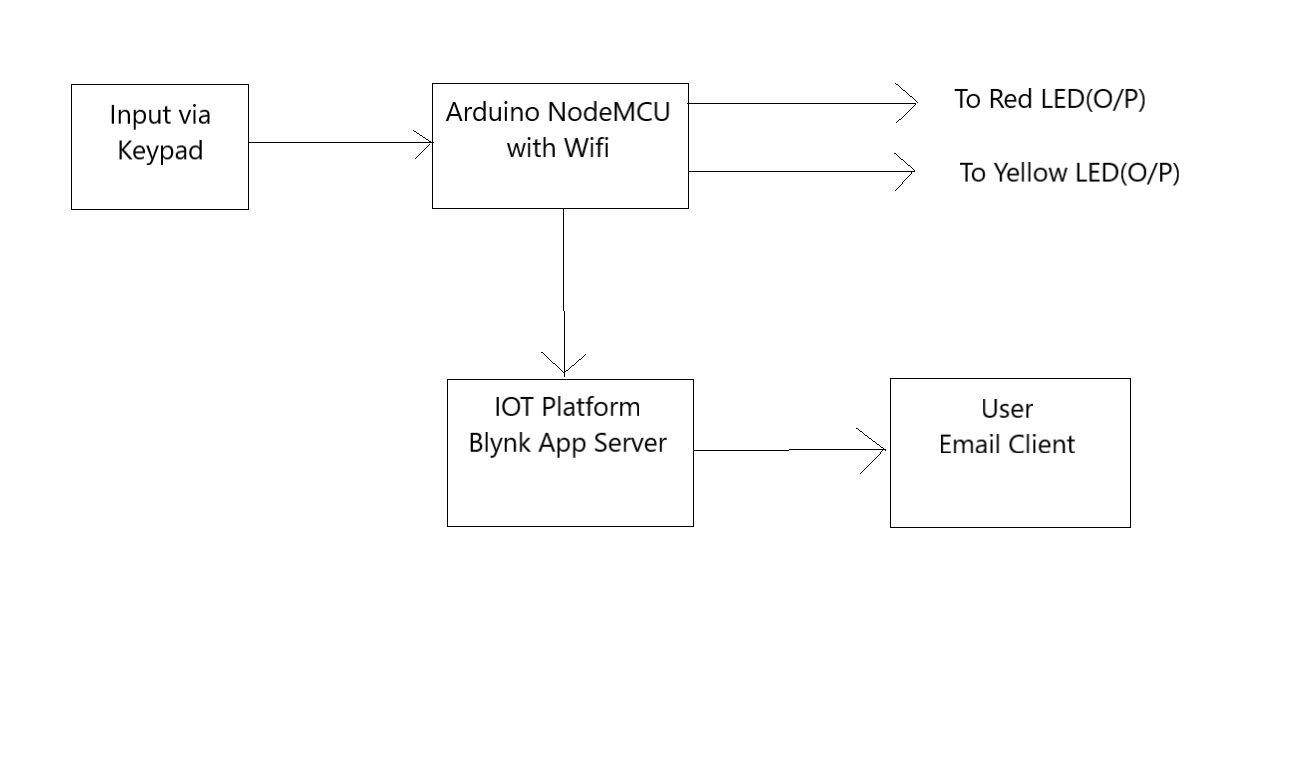 Input via
Keypad
Arduino NodeMCU
with Wifi
To Red LED(O/P)
To Yellow LED(O/P)
IOT Platform
Blynk App Server
User
Email Client